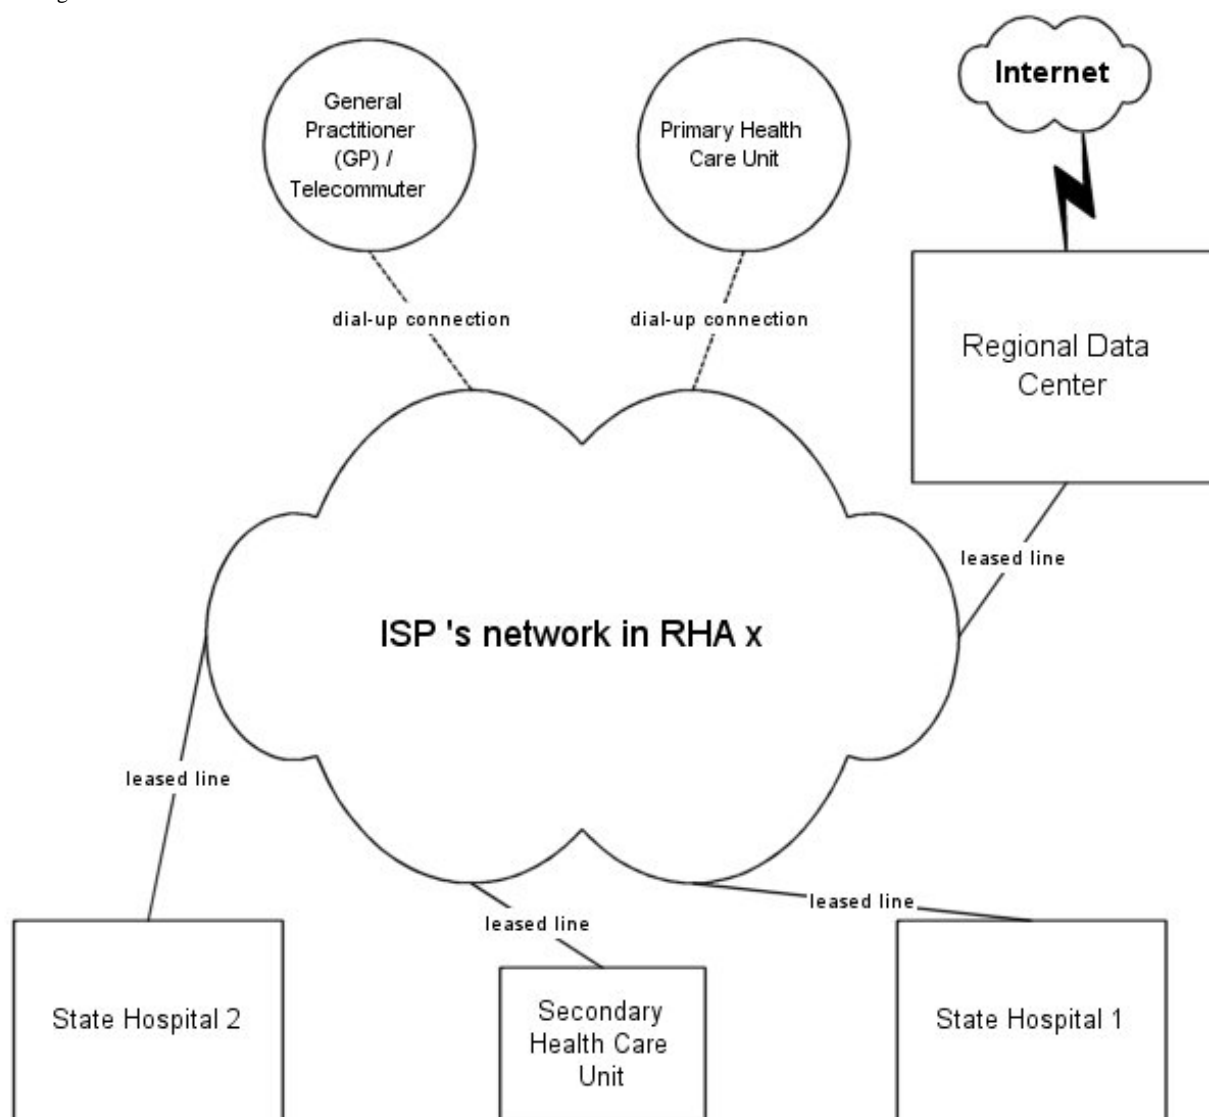 General
Practitioner
(GP) /
Telecommuter
Primary Health
Care Unit
Internet
dial-up connection
dial-up connection
Regional Data
Center
leased line
ISP 's network in RHA x
leased line
leased line
leased line
State Hospital 2
Secondary
Health Care
Unit
State Hospital 1